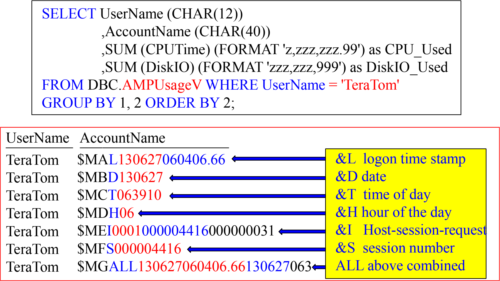 SELECT UserName (CHAR(12))
,AccountName (CHAR(40))
,SUM (CPUTime) (FORMAT 'z,zzz,zzz.99') as CPU_Used
,SUM (DiskIO) (FORMAT 'zzz,zzz,999') as DiskIO_Used
FROM DBC.AMPUsageV WHERE UserName = 'TeraTom'
GROUP BY 1, 2 ORDER BY 2;
UserName AccountName
TeraTom $MAL130627060406.66 &L logon time stamp
TeraTom $MBD130627 &D date
TeraTom $MCT063910 &T time of day
TeraTom $MDH06 &H hour of the day
TeraTom $MEI0001000004416000000031 &I Host-session-request
TeraTom $MFS000004416 &S session number
TeraTom $MGALL130627060406.66130627063 ALL above combined